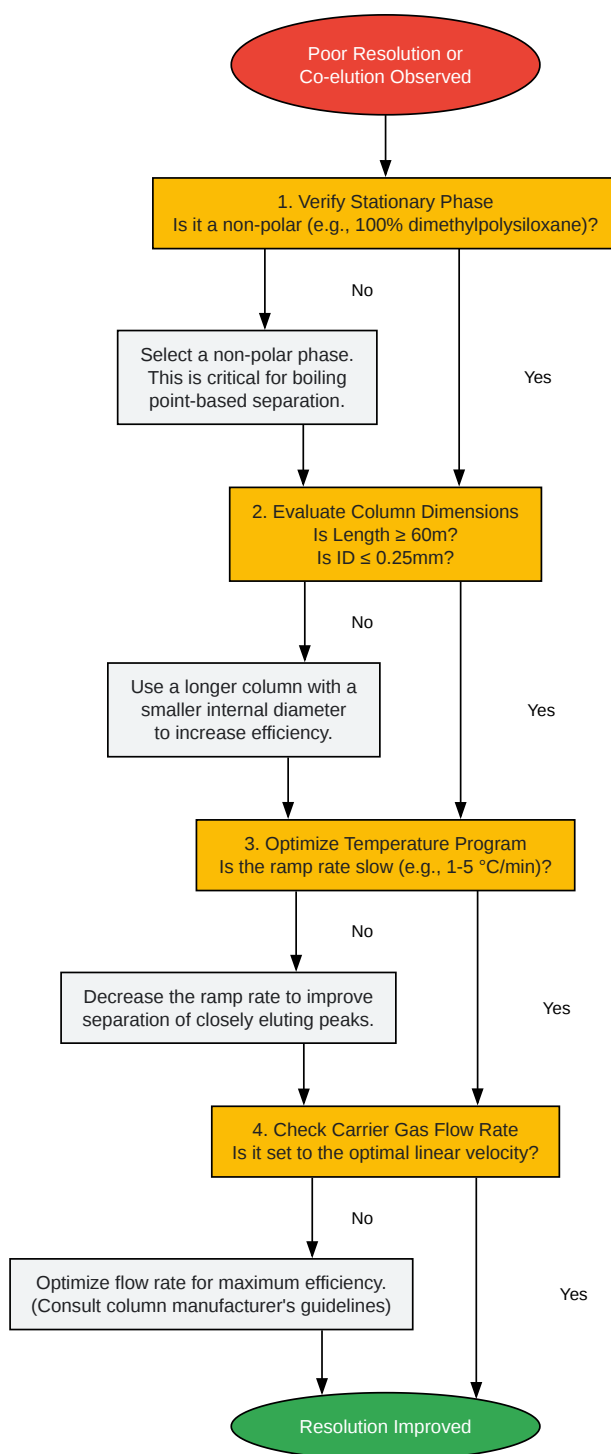 Poor Resolution or
Co-elution Observed
1. Verify Stationary Phase
Is it a non-polar (e.g., 100% dimethylpolysiloxane)?
No
Select a non-polar phase.
This is critical for boiling
point-based separation.
Yes
2. Evaluate Column Dimensions
Is Length ≥ 60m?
Is ID ≤ 0.25mm?
No
Use a longer column with a
smaller internal diameter
to increase efficiency.
Yes
3. Optimize Temperature Program
Is the ramp rate slow (e.g., 1-5 °C/min)?
No
Decrease the ramp rate to improve
separation of closely eluting peaks.
Yes
4. Check Carrier Gas Flow Rate
Is it set to the optimal linear velocity?
No
Optimize flow rate for maximum efficiency.
(Consult column manufacturer's guidelines)
Yes
Resolution Improved